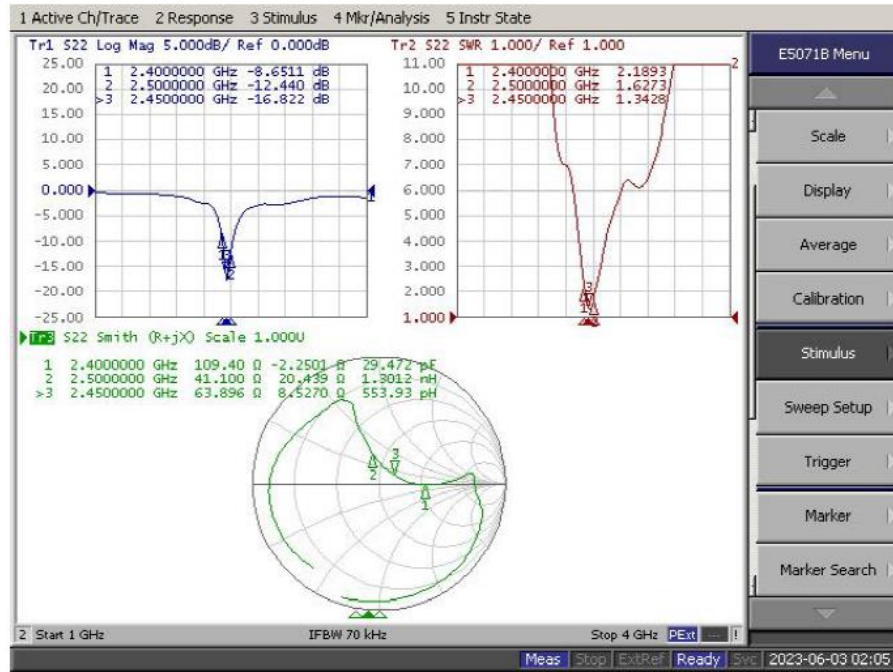 1 Active Ch/Trace 2 Response 3 Stimulus 4 Mkr/Analysis 5 Instr State
Tr1 S22 Log Mag 5.000dB/ Ref 0.000dB
25.00
20.00
15.00
10.00
5.000
0.000
-5.000
-10.00
-15.00
-20.00
-25.00
1 2.4000000 GHz -8.6511 dB
2 2.5000000 GHz -12.440 dB
>3 2.4500000 GHz -16.822 dB
Tr2 S22 SWR 1.000/ Ref 1.000
11.00
10.00
9.000
8.000
7.000
6.000
5.000
4.000
3.000
2.000
1.000
1 2.4000000 GHz 2.1893
2 2.5000000 GHz 1.6273
>3 2.4500000 GHz 1.3428
2
3
Tr3 S22 Smith (R+jX) Scale 1.000U
1 2.4000000 GHz 109.40 Ω -2.2501 Ω 29.472 pF
2 2.5000000 GHz 41.100 Ω 20.439 Ω 1.3012 nH
>3 2.4500000 GHz 63.896 Ω 8.5270 Ω 553.93 pH
3
2
1
2 Start 1 GHz IFBW 70 kHz Stop 4 GHz PExt !
Meas Stop ExtRef Ready Svc 2023-06-03 02:05
E5071B Menu
Scale
Display
Average
Calibration
Stimulus
Sweep Setup
Trigger
Marker
Marker Search